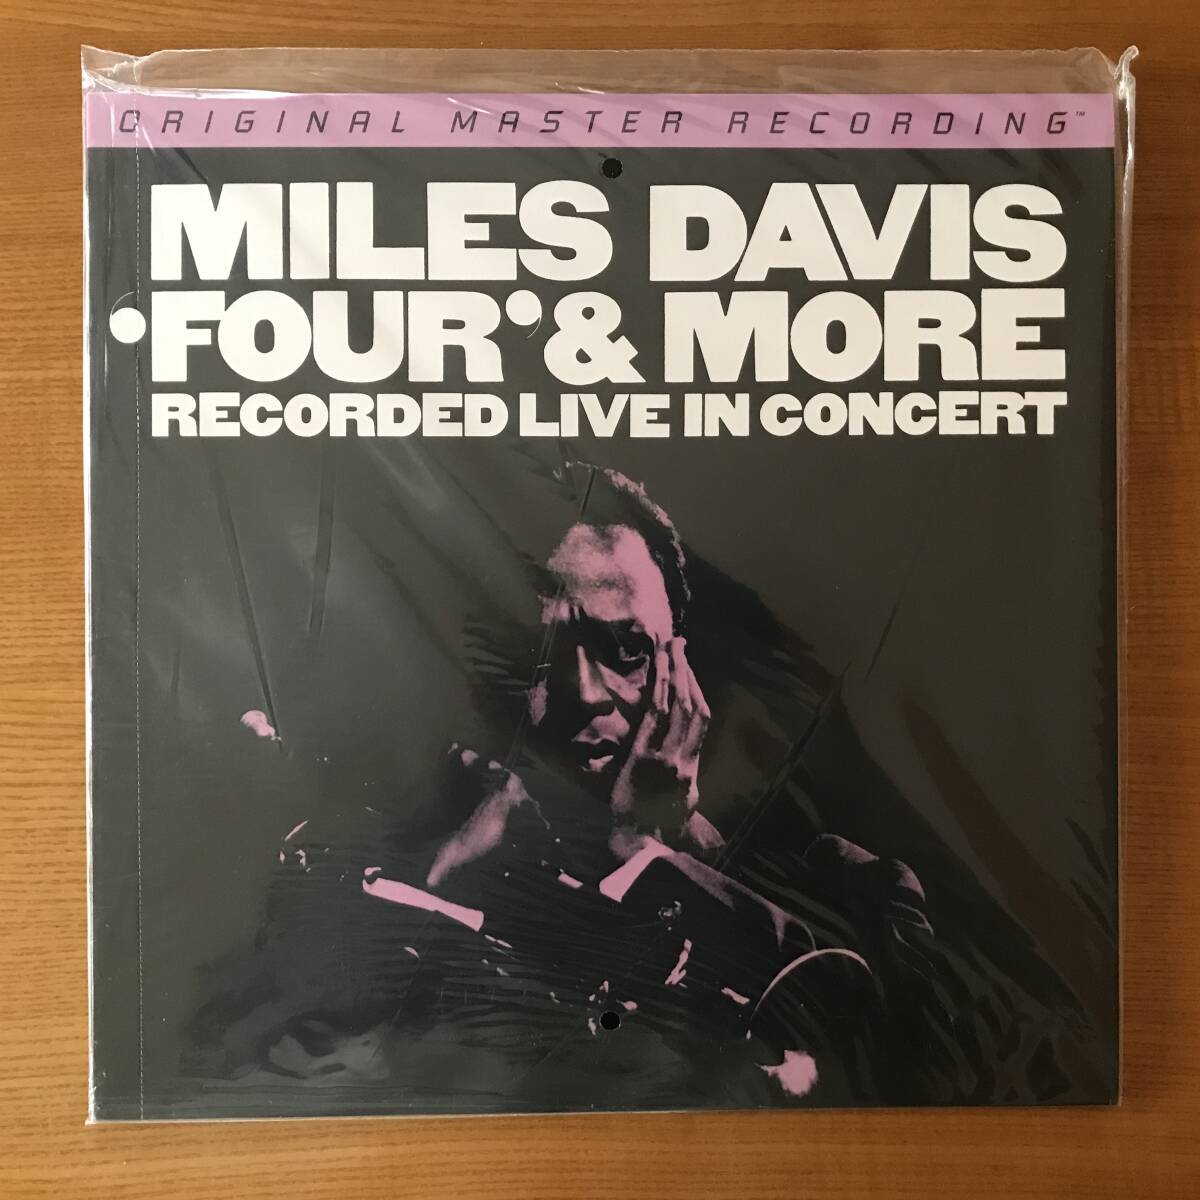 ORIGINAL MASTER RECORDING™
MILES DAVIS
‘FOUR’ & MORE
RECORDED LIVE IN CONCERT